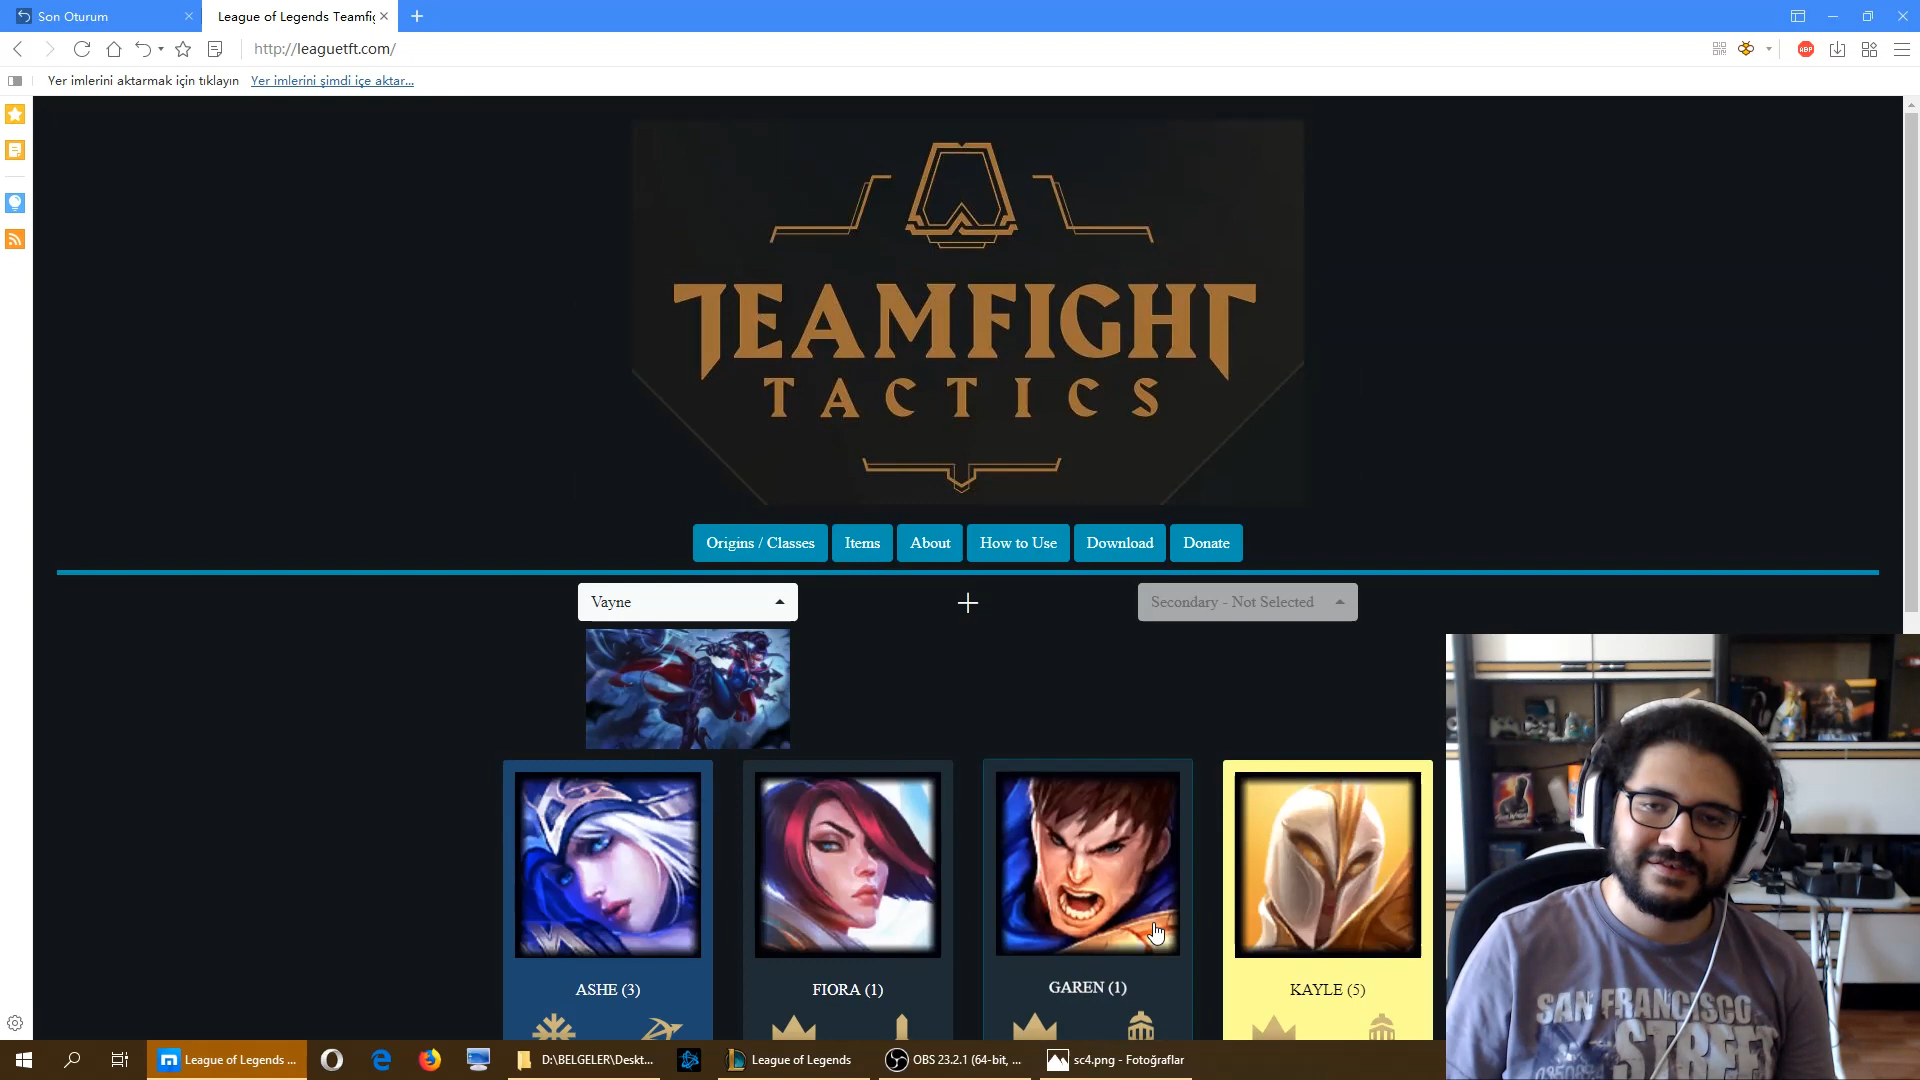 Son Oturum
League of Legends Teamfig
http://leaguetft.com/
ABP
Yer imlerini aktarmak için tıklayın
Yer imlerini şimdi içe aktar...
TEAMFIGHT
TACTICS
Origins / Classes
Items
About
How to Use
Download
Donate
Vayne
Secondary - Not Selected
ASHE (3)
FIORA (1)
GAREN (1)
KAYLE (5)
SAN FRANCISCO
STREET
League of Legends ...
D:\BELGELER\Deskt...
League of Legends
OBS 23.2.1 (64-bit, ...
sc4.png - Fotoğraflar